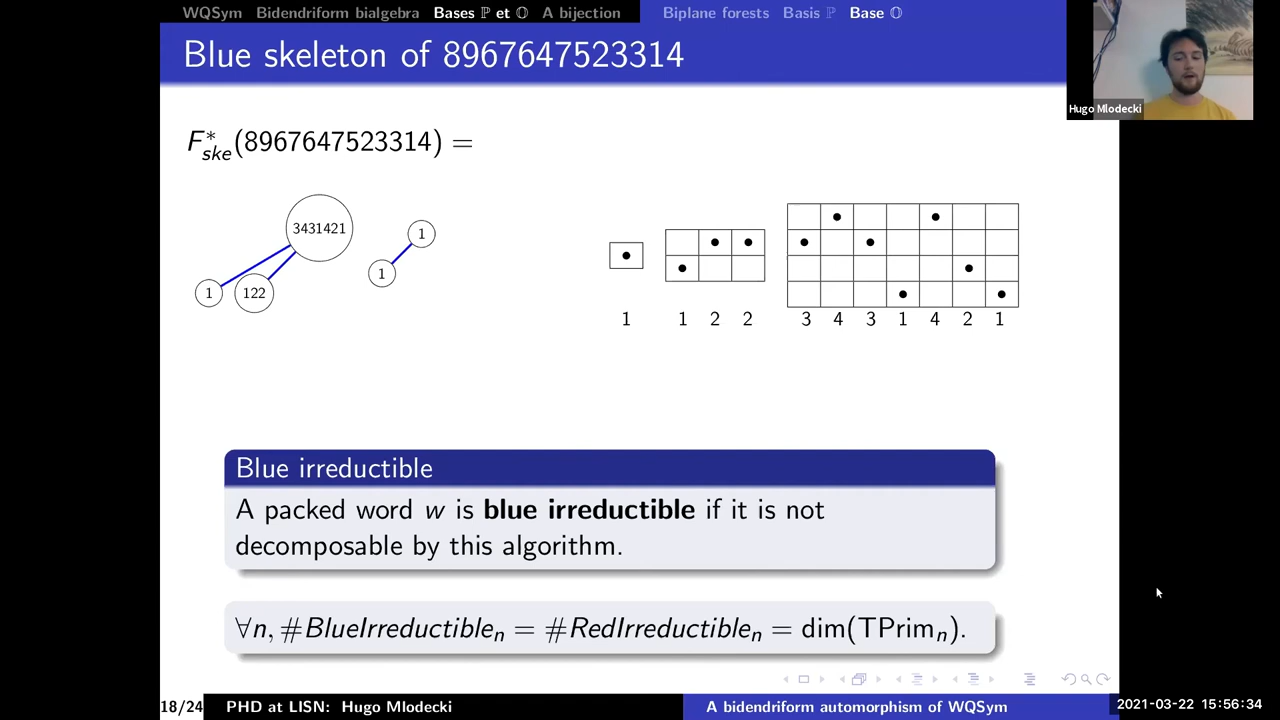 WQSym Bidendriform bialgebra Bases ℙ et 𝕆 A bijection Biplane forests Basis ℙ Base 𝕆
Blue skeleton of 8967647523314
Hugo Mlodecki
F*ske(8967647523314) =
3431421
1
1
1
122
1
1 2 2
3 4 3 1 4 2 1
Blue irreductible
A packed word w is blue irreductible if it is not
decomposable by this algorithm.
∀n, #BlueIrreductibleₙ = #RedIrreductibleₙ = dim(TPrimₙ).
18/24 PHD at LISN: Hugo Mlodecki A bidendriform automorphism of WQSym
2021-03-22 15:56:34